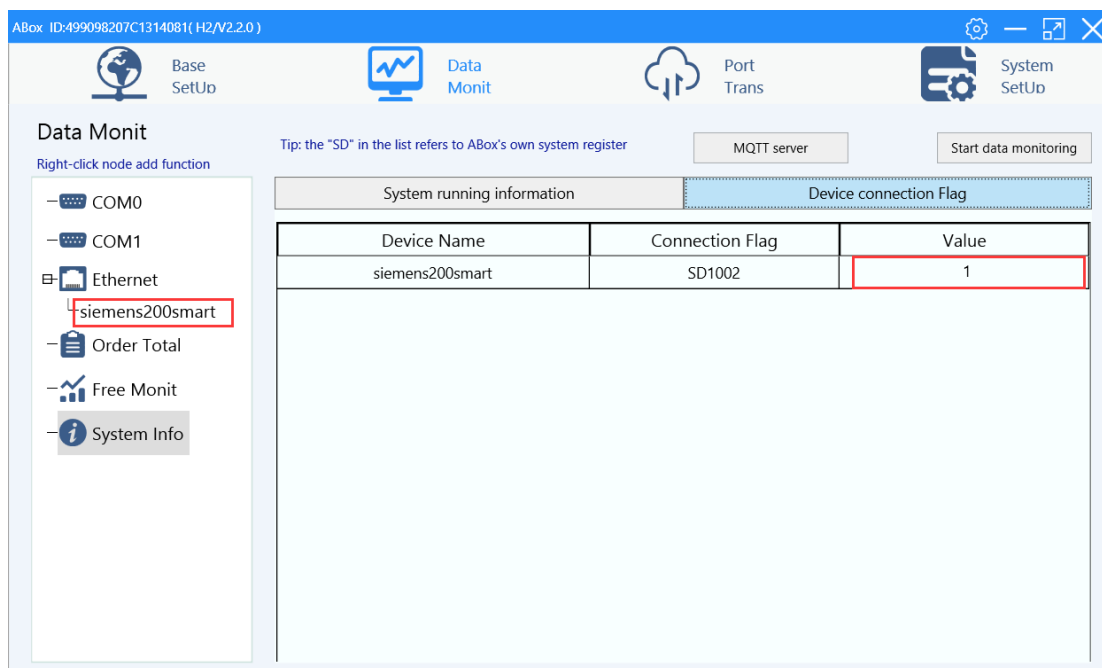 ABox ID:499098207C1314081( H2/V2.2.0 )
Base
SetUp
Data
Monit
Port
Trans
System
SetUp
Data Monit
Right-click node add function
Tip: the "SD" in the list refers to ABox's own system register
MQTT server
Start data monitoring
COM0
COM1
Ethernet
siemens200smart
Order Total
Free Monit
System Info
System running information
Device connection Flag
Device Name Connection Flag Value
siemens200smart SD1002 1